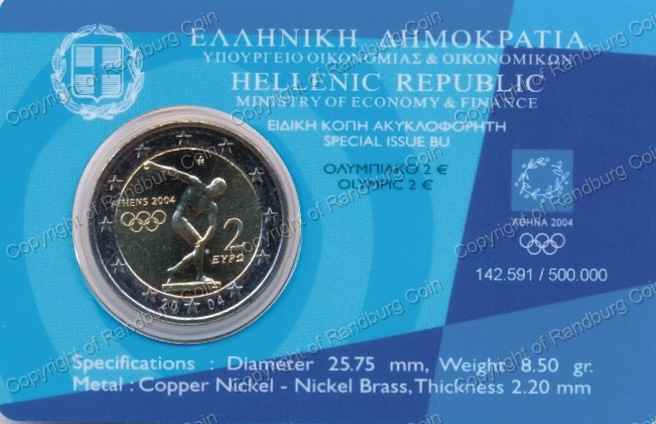 ΕΛΛΗΝΙΚΗ ΔΗΜΟΚΡΑΤΙΑ
ΥΠΟΥΡΓΕΙΟ ΟΙΚΟΝΟΜΙΑΣ & ΟΙΚΟΝΟΜΙΚΩΝ
HELLENIC REPUBLIC
MINISTRY OF ECONOMY & FINANCE
ΕΙΔΙΚΗ ΚΟΠΗ ΑΚΥΚΛΟΦΟΡΗΤΗ
SPECIAL ISSUE BU
ΟΛΥΜΠΙΑΚΟ 2 €
OLYMPIC 2 €
ATHENS 2004
2
ΕΥΡΩ
2004
ΑΘΗΝΑ 2004
142.591 / 500.000
Specifications : Diameter 25.75 mm, Weight 8.50 gr.
Metal : Copper Nickel - Nickel Brass, Thickness 2.20 mm
Copyright of Randburg Coin